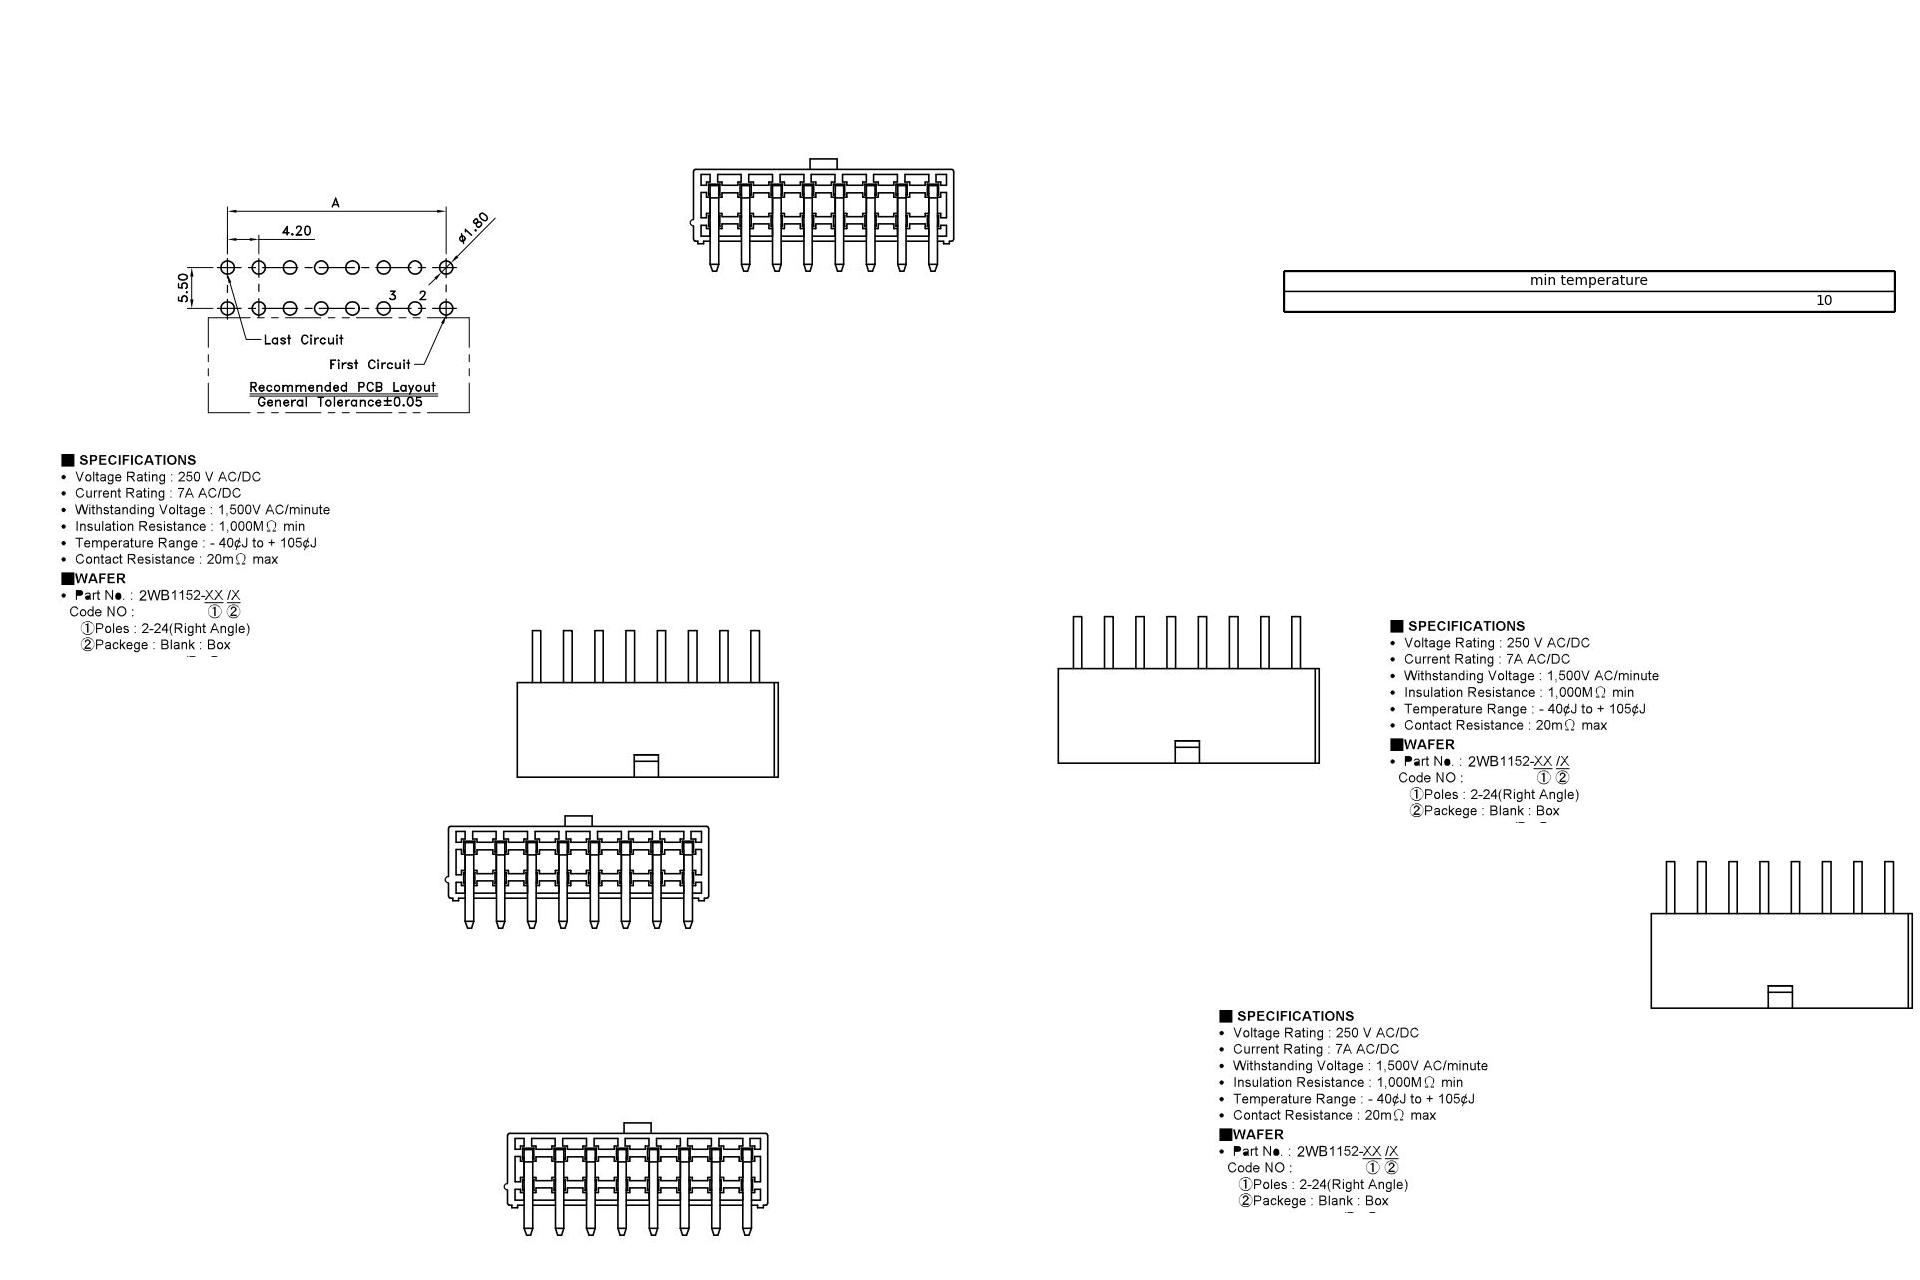 A
4.20
ø1.80
5.50
3 2
Last Circuit
First Circuit
Recommended PCB Layout
General Tolerance±0.05
min temperature
10
■ SPECIFICATIONS
• Voltage Rating : 250 V AC/DC
• Current Rating : 7A AC/DC
• Withstanding Voltage : 1,500V AC/minute
• Insulation Resistance : 1,000MΩ min
• Temperature Range : - 40¢J to + 105¢J
• Contact Resistance : 20mΩ max
■WAFER
• Part No. : 2WB1152-XX /X
Code NO : ① ②
①Poles : 2-24(Right Angle)
②Packege : Blank : Box
■ SPECIFICATIONS
• Voltage Rating : 250 V AC/DC
• Current Rating : 7A AC/DC
• Withstanding Voltage : 1,500V AC/minute
• Insulation Resistance : 1,000MΩ min
• Temperature Range : - 40¢J to + 105¢J
• Contact Resistance : 20mΩ max
■WAFER
• Part No. : 2WB1152-XX /X
Code NO : ① ②
①Poles : 2-24(Right Angle)
②Packege : Blank : Box
■ SPECIFICATIONS
• Voltage Rating : 250 V AC/DC
• Current Rating : 7A AC/DC
• Withstanding Voltage : 1,500V AC/minute
• Insulation Resistance : 1,000MΩ min
• Temperature Range : - 40¢J to + 105¢J
• Contact Resistance : 20mΩ max
■WAFER
• Part No. : 2WB1152-XX /X
Code NO : ① ②
①Poles : 2-24(Right Angle)
②Packege : Blank : Box